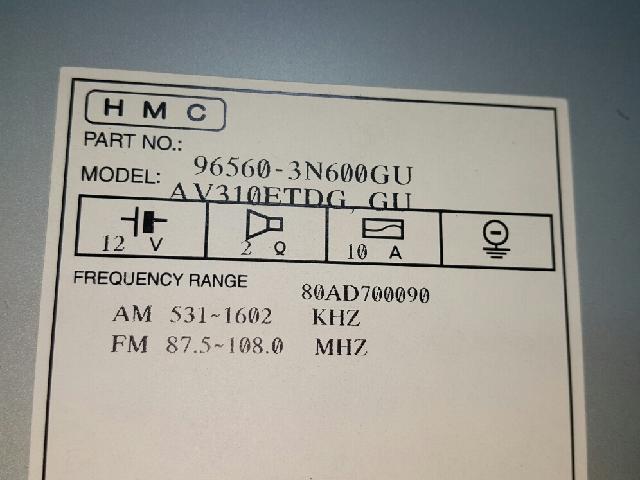 HMC
PART NO.:
96560-3N600GU
MODEL:
AV310ETDG, GU
12 V 2 Ω 10 A
FREQUENCY RANGE
80AD700090
AM 531~1602 KHZ
FM 87.5~108.0 MHZ